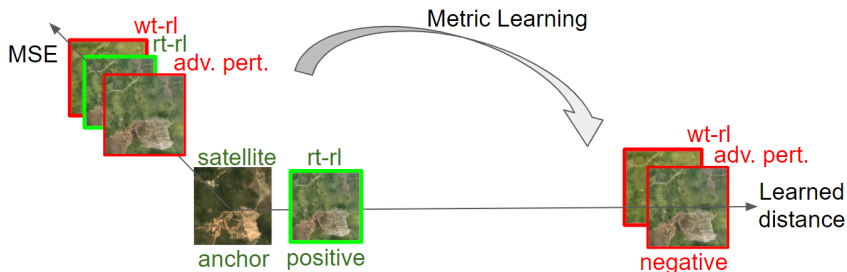 Metric Learning
MSE
wt-rl
rt-rl
adv. pert.
satellite
rt-rl
wt-rl
adv. pert.
Learned
distance
anchor
positive
negative